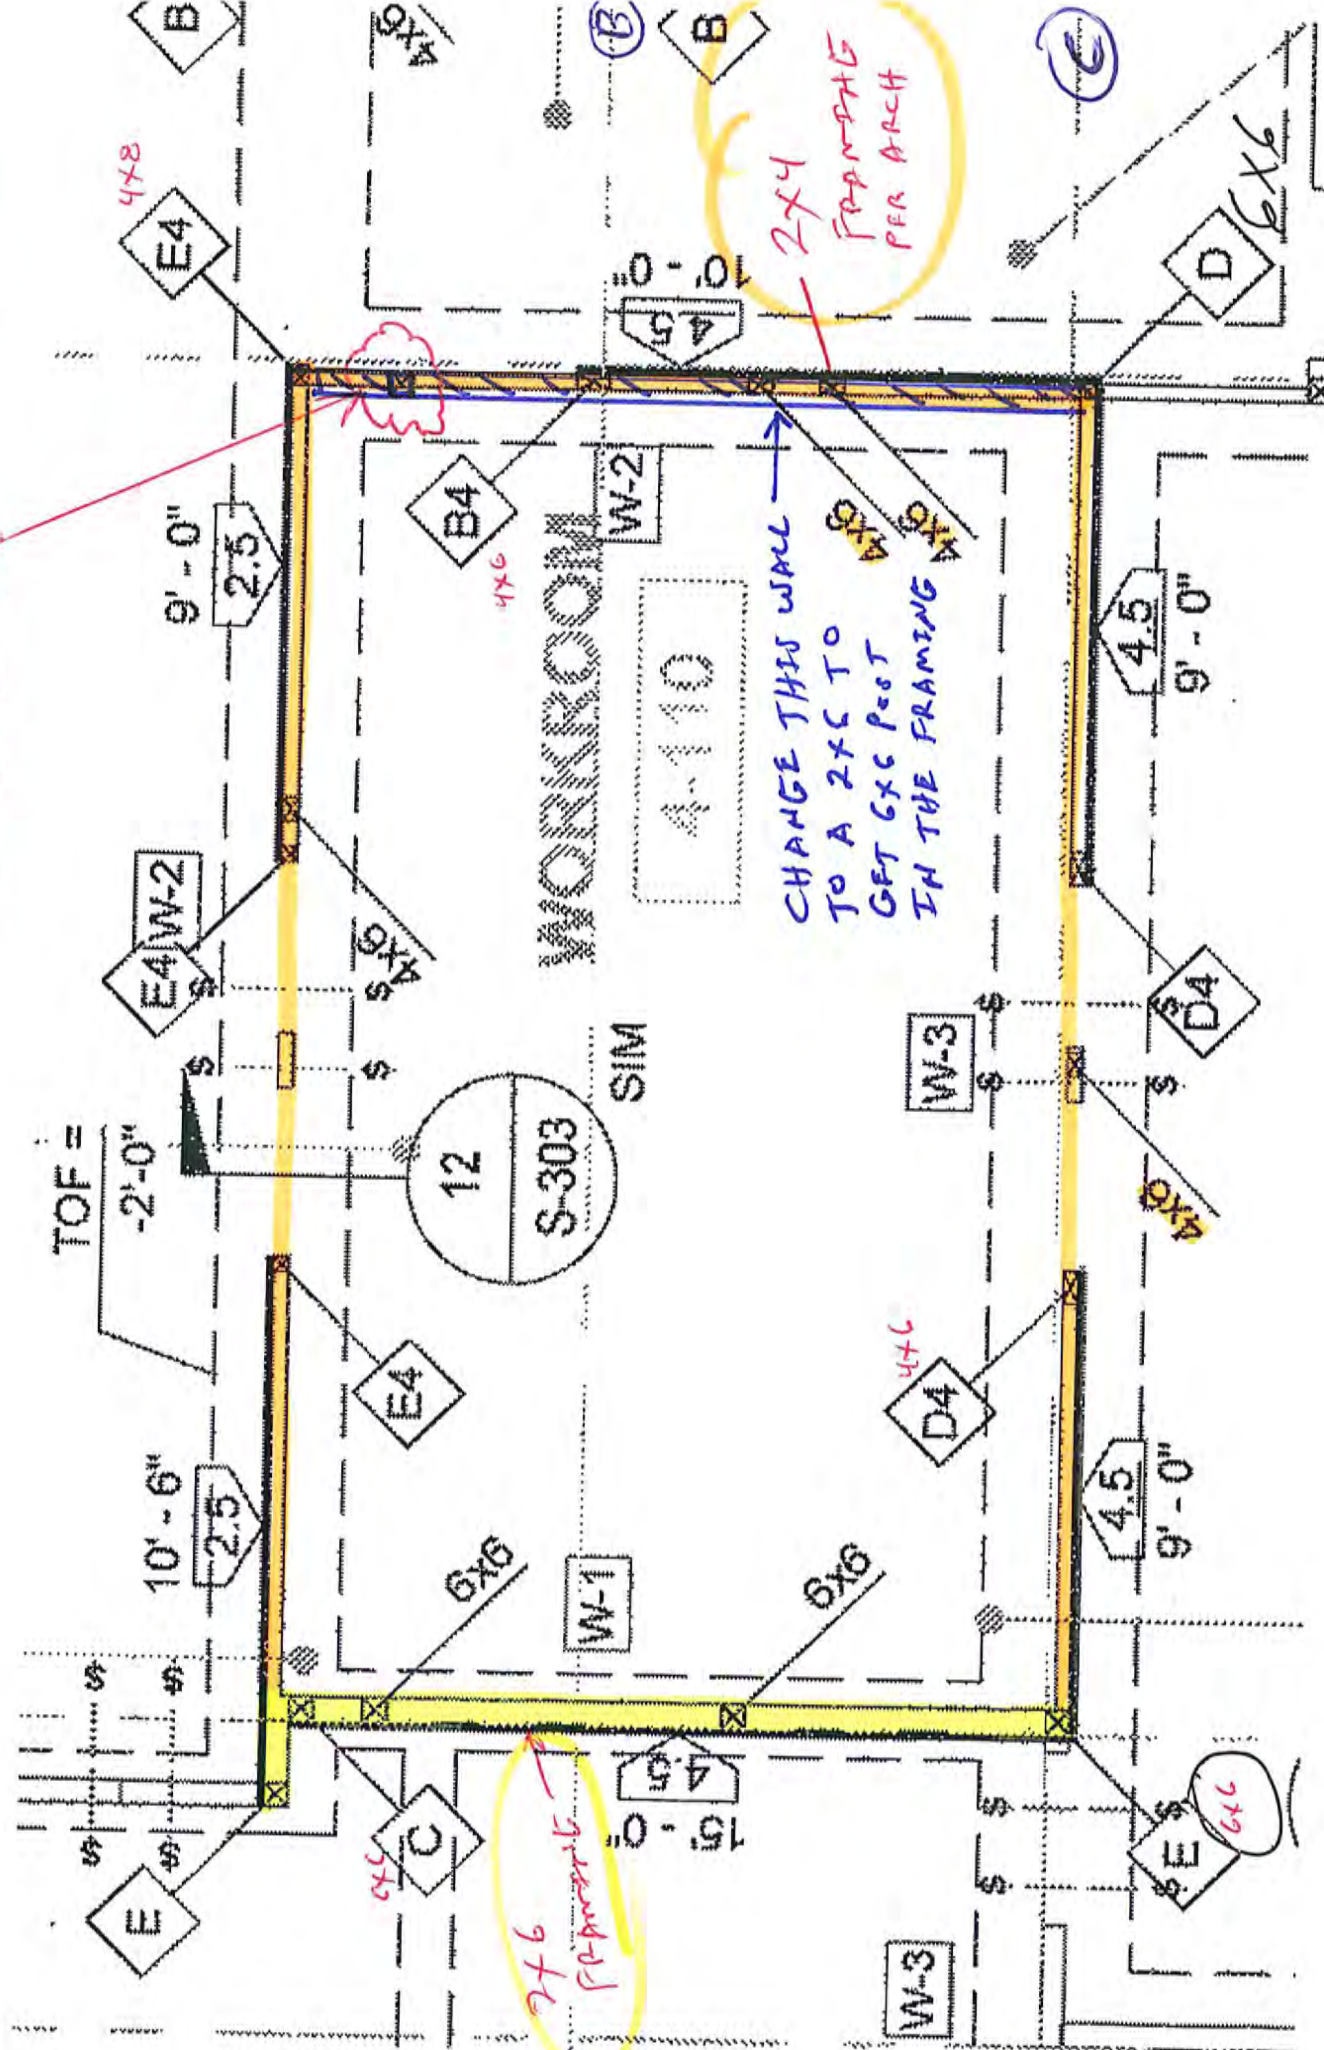 B
4x6
B
B
C
4x8
E4
2x4
FRAMING
PER ARCH
6x6
D
10' - 0"
4.5
9' - 0"
2.5
B4
4x6
W-2
WORKROOM
A-110
4x6
4x6
CHANGE THIS WALL
TO A 2x6 TO
GET 6x6 POST
IN THE FRAMING
4.5
9' - 0"
E4
W-2
4x6
S
S
S
S
TOF =
-2'-0"
12
S-303
SIM
W-3
S
S
S
S
D4
4x6
E4
4x6
D4
10' - 6"
2.5
6x6
W-1
6x6
4.5
9' - 0"
S
S
S
S
E
C
6x6
2x6
FRAMING
15' - 0"
4.5
S
S
S
S
E
6x6
W-3